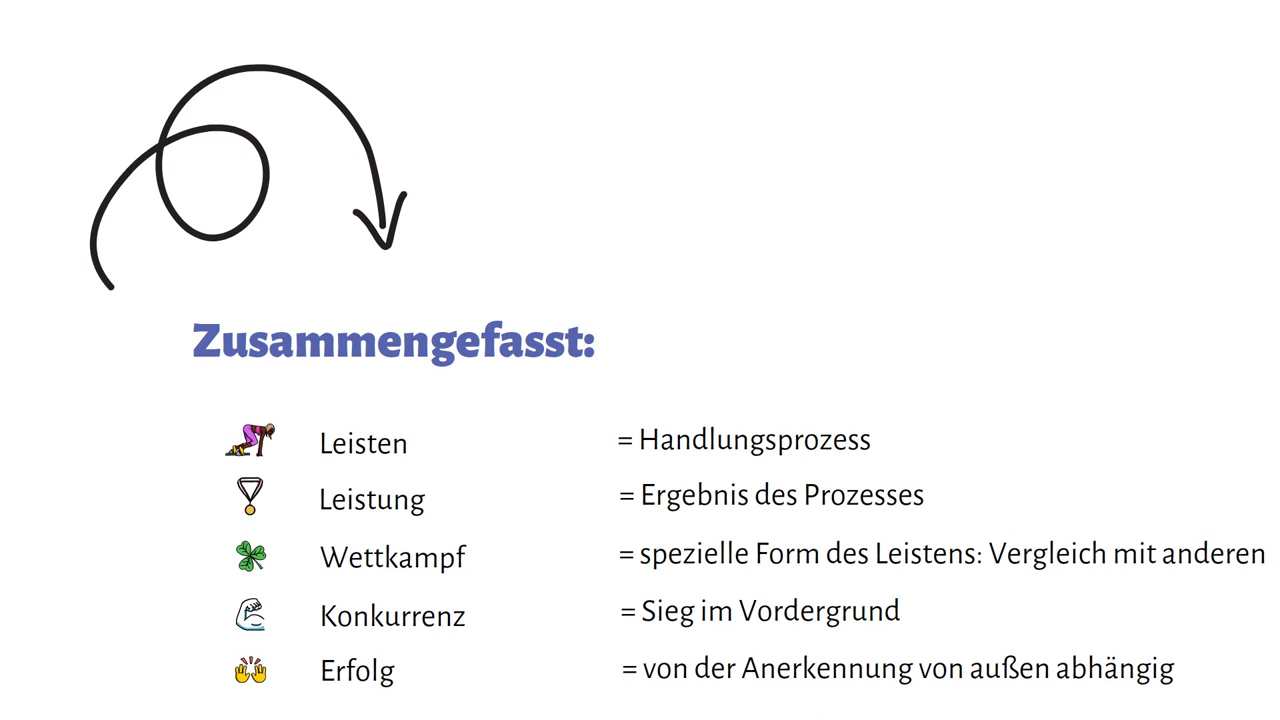 Zusammengefasst:
Leisten = Handlungsprozess
Leistung = Ergebnis des Prozesses
Wettkampf = spezielle Form des Leistens: Vergleich mit anderen
Konkurrenz = Sieg im Vordergrund
Erfolg = von der Anerkennung von außen abhängig